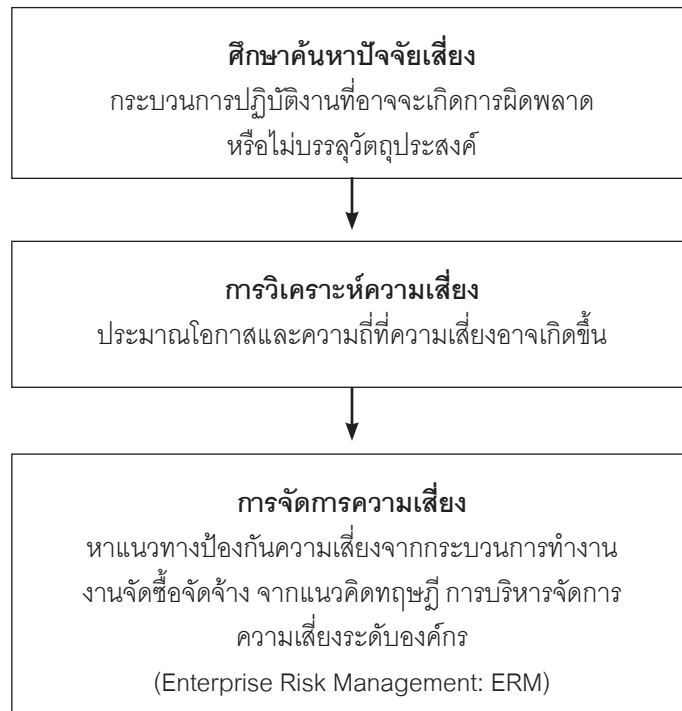 ศึกษาค้นหาปัจจัยเสี่ยง
กระบวนการปฏิบัติงานที่อาจจะเกิดการผิดพลาด
หรือไม่บรรลุวัตถุประสงค์
การวิเคราะห์ความเสี่ยง
ประมาณโอกาสและความถี่ที่ความเสี่ยงอาจเกิดขึ้น
การจัดการความเสี่ยง
หาแนวทางป้องกันความเสี่ยงจากกระบวนการทำงาน
งานจัดซื้อจัดจ้าง จากแนวคิดทฤษฎี การบริหารจัดการ
ความเสี่ยงระดับองค์กร
(Enterprise Risk Management: ERM)